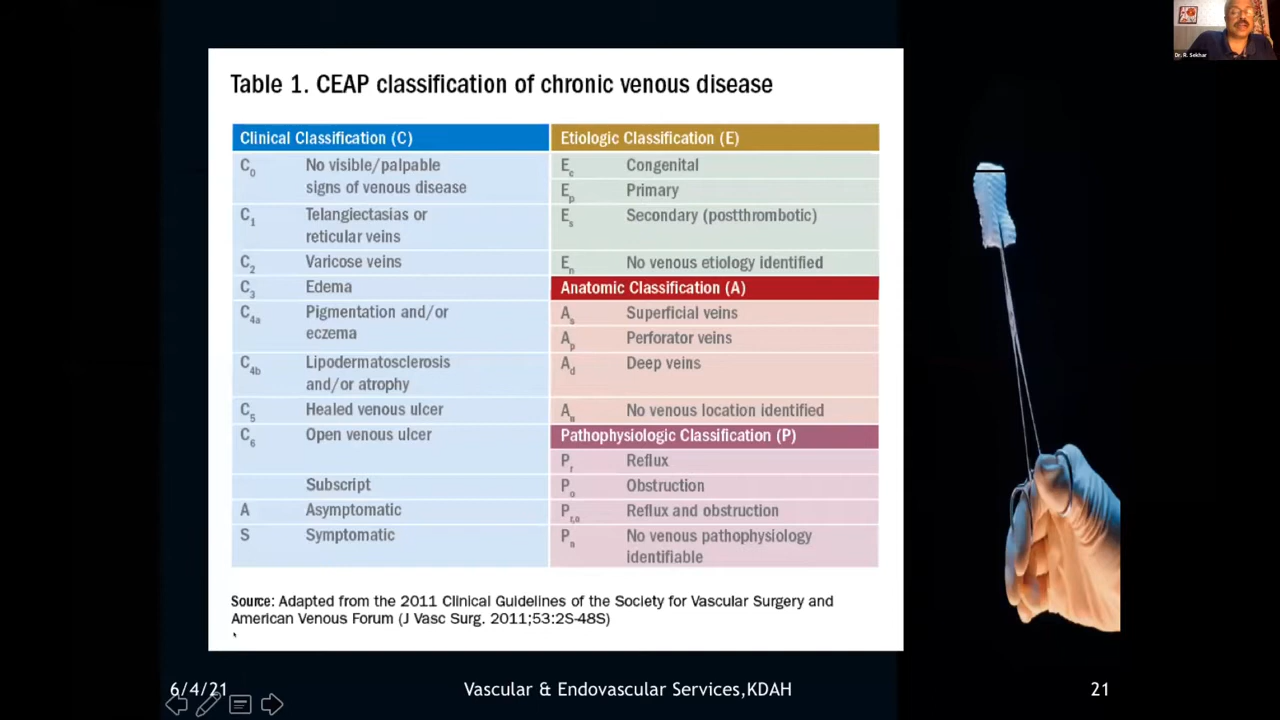 Dr. R. Sekhar
Table 1. CEAP classification of chronic venous disease
Clinical Classification (C)
C0 No visible/palpable
signs of venous disease
C1 Telangiectasias or
reticular veins
C2 Varicose veins
C3 Edema
C4a Pigmentation and/or
eczema
C4b Lipodermatosclerosis
and/or atrophy
C5 Healed venous ulcer
C6 Open venous ulcer
Subscript
A Asymptomatic
S Symptomatic
Etiologic Classification (E)
Ec Congenital
Ep Primary
Es Secondary (postthrombotic)
En No venous etiology identified
Anatomic Classification (A)
As Superficial veins
Ap Perforator veins
Ad Deep veins
An No venous location identified
Pathophysiologic Classification (P)
Pr Reflux
Po Obstruction
Pr,o Reflux and obstruction
Pn No venous pathophysiology
identifiable
Source: Adapted from the 2011 Clinical Guidelines of the Society for Vascular Surgery and
American Venous Forum (J Vasc Surg. 2011;53:2S-48S)
6/4/21
Vascular & Endovascular Services,KDAH
21